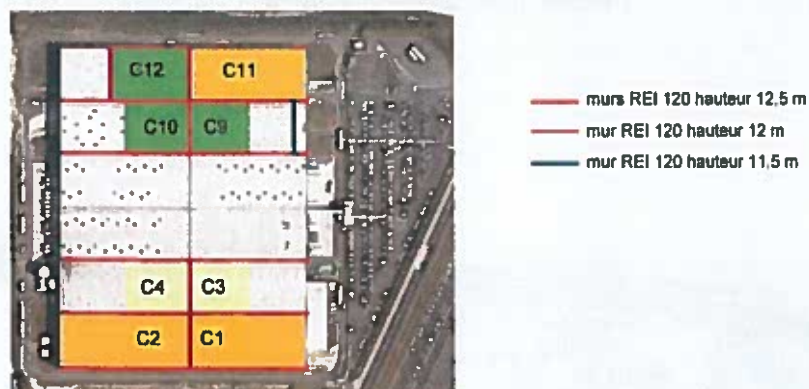 C12 C11
C10 C9
C4 C3
C2 C1
murs REI 120 hauteur 12,5 m
mur REI 120 hauteur 12 m
mur REI 120 hauteur 11,5 m